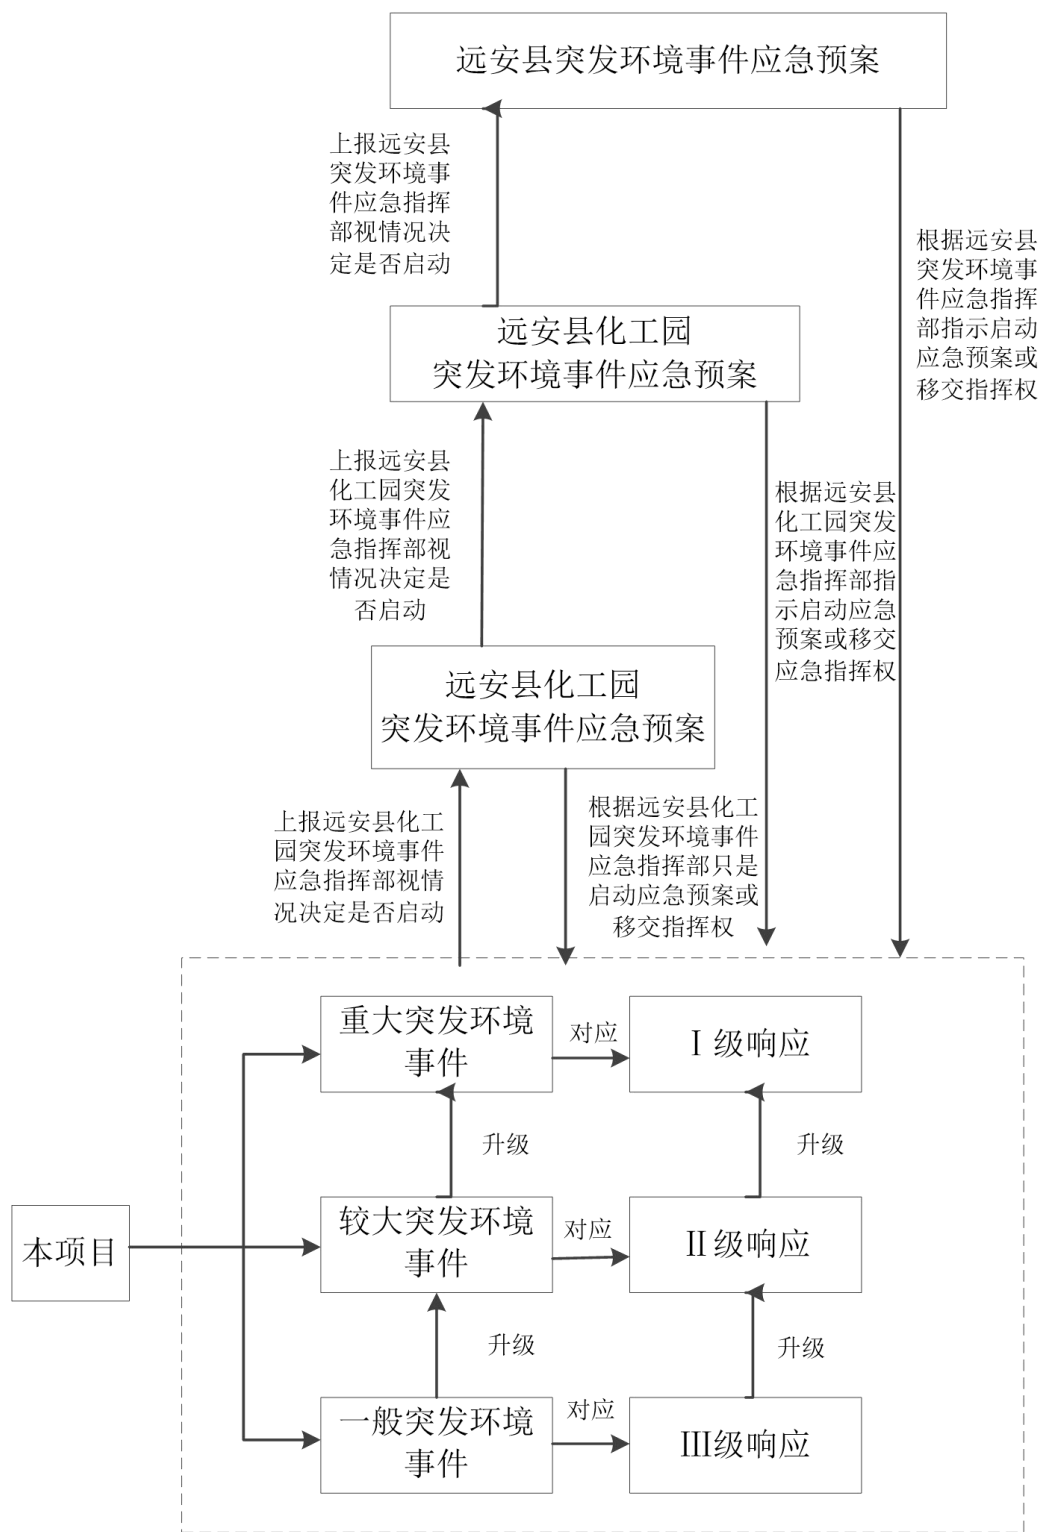 远安县突发环境事件应急预案
上报远安县
突发环境事
件应急指挥
部视情况决
定是否启动
根据远安县
突发环境事
件应急指挥
部指示启动
应急预案或
移交指挥权
远安县化工园
突发环境事件应急预案
上报远安县
化工园突发
环境事件应
急指挥部视
情况决定是
否启动
根据远安县
化工园突发
环境事件应
急指挥部指
示启动应急
预案或移交
应急指挥权
远安县化工园
突发环境事件应急预案
上报远安县化工
园突发环境事件
应急指挥部视情
况决定是否启动
根据远安县化工
园突发环境事件
应急指挥部只是
启动应急预案或
移交指挥权
重大突发环境
事件
对应
Ⅰ级响应
升级
升级
本项目
较大突发环境
事件
对应
Ⅱ级响应
升级
升级
一般突发环境
事件
对应
Ⅲ级响应